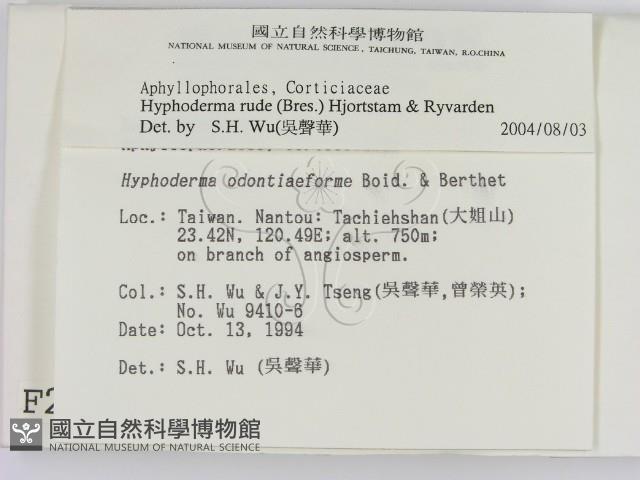 國立自然科學博物館
NATIONAL MUSEUM OF NATURAL SCIENCE, TAICHUNG, TAIWAN, R.O.CHINA
Aphyllophorales, Corticiaceae
Hyphoderma rude (Bres.) Hjortstam & Ryvarden
Det. by S.H. Wu(吳聲華) 2004/08/03
Hyphoderma odontiaeforme Boid. & Berthet
Loc.: Taiwan. Nantou: Tachiehshan(大姐山)
23.42N, 120.49E; alt. 750m;
on branch of angiosperm.
Col.: S.H. Wu & J.Y. Tseng(吳聲華,曾榮英);
No. Wu 9410-6
Date: Oct. 13, 1994
Det.: S.H. Wu (吳聲華)
國立自然科學博物館
NATIONAL MUSEUM OF NATURAL SCIENCE